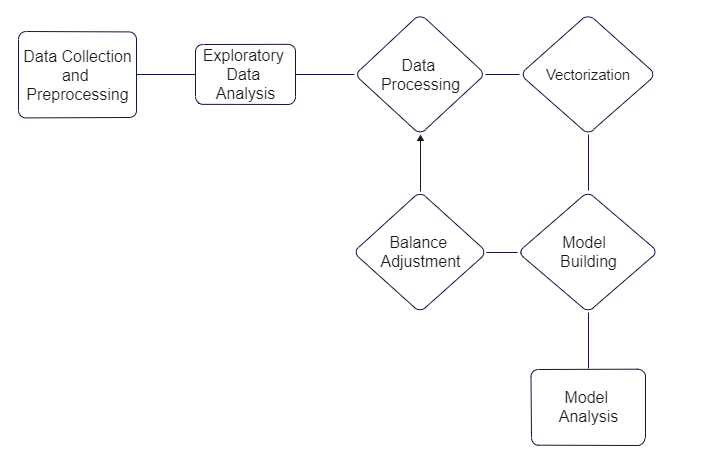 Data Collection
and
Preprocessing
Exploratory
Data
Analysis
Data
Processing
Vectorization
Balance
Adjustment
Model
Building
Model
Analysis